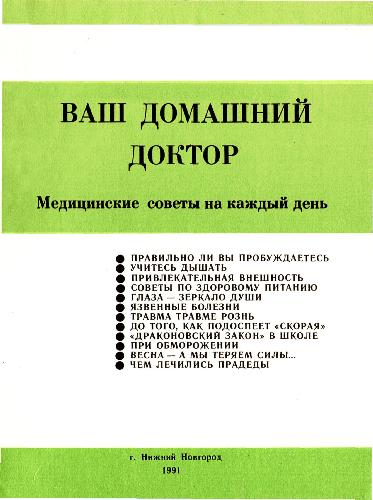 ВАШ ДОМАШНИЙ
ДОКТОР
Медицинские советы на каждый день
● ПРАВИЛЬНО ЛИ ВЫ ПРОБУЖДАЕТЕСЬ
● УЧИТЕСЬ ДЫШАТЬ
● ПРИВЛЕКАТЕЛЬНАЯ ВНЕШНОСТЬ
● СОВЕТЫ ПО ЗДОРОВОМУ ПИТАНИЮ
● ГЛАЗА — ЗЕРКАЛО ДУШИ
● ЯЗВЕННЫЕ БОЛЕЗНИ
● ТРАВМА ТРАВМЕ РОЗНЬ
● ДО ТОГО, КАК ПОДОСПЕЕТ «СКОРАЯ»
● «ДРАКОНОВСКИЙ ЗАКОН» В ШКОЛЕ
● ПРИ ОБМОРОЖЕНИИ
● ВЕСНА — А МЫ ТЕРЯЕМ СИЛЫ...
● ЧЕМ ЛЕЧИЛИСЬ ПРАДЕДЫ
г. Нижний Новгород
1991